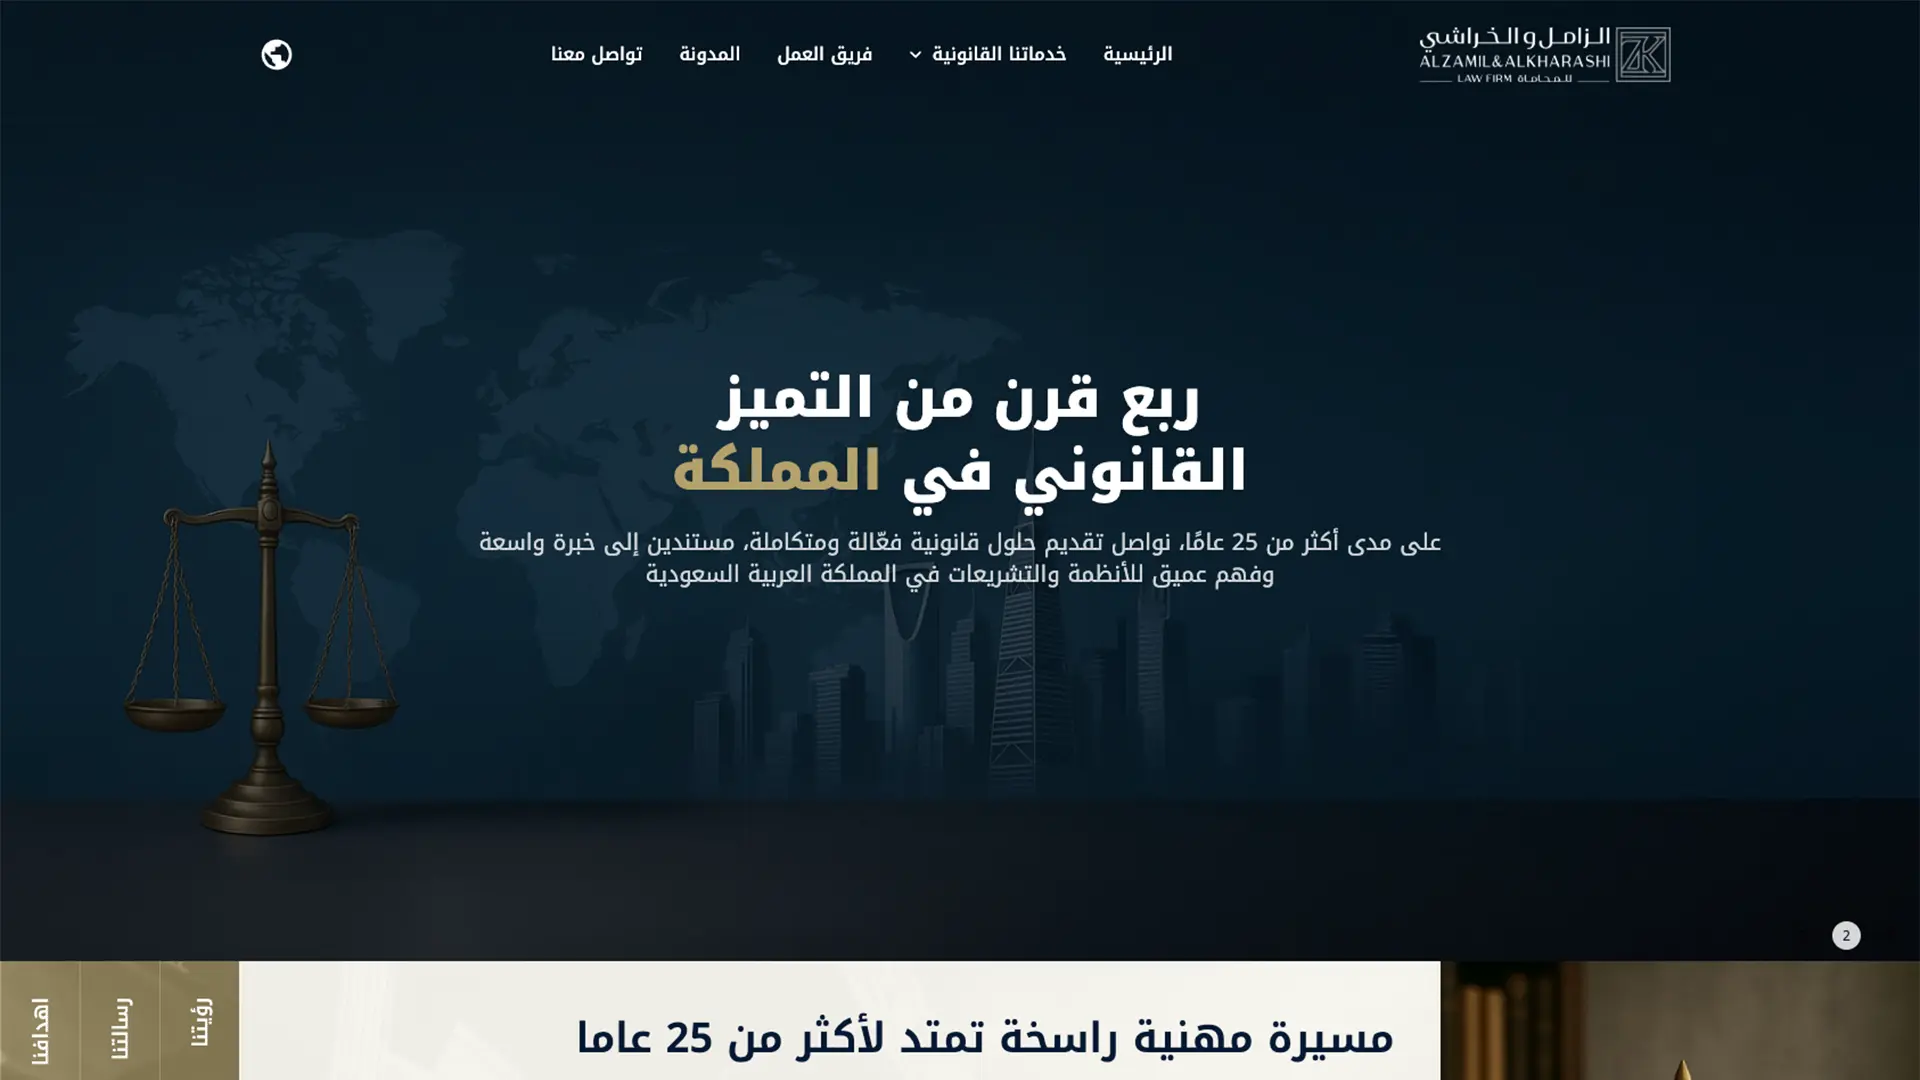 الزامل و الخراشي
ALZAMIL&ALKHARASHI
LAW FIRM للمحاماة
الرئيسية
خدماتنا القانونية
فريق العمل
المدونة
تواصل معنا
ربع قرن من التميز
القانوني في المملكة
على مدى أكثر من 25 عامًا، نواصل تقديم حلول قانونية فعّالة ومتكاملة، مستندين إلى خبرة واسعة
وفهم عميق للأنظمة والتشريعات في المملكة العربية السعودية
2
مسيرة مهنية راسخة تمتد لأكثر من 25 عاما
رؤيتنا
رسالتنا
اهدافنا